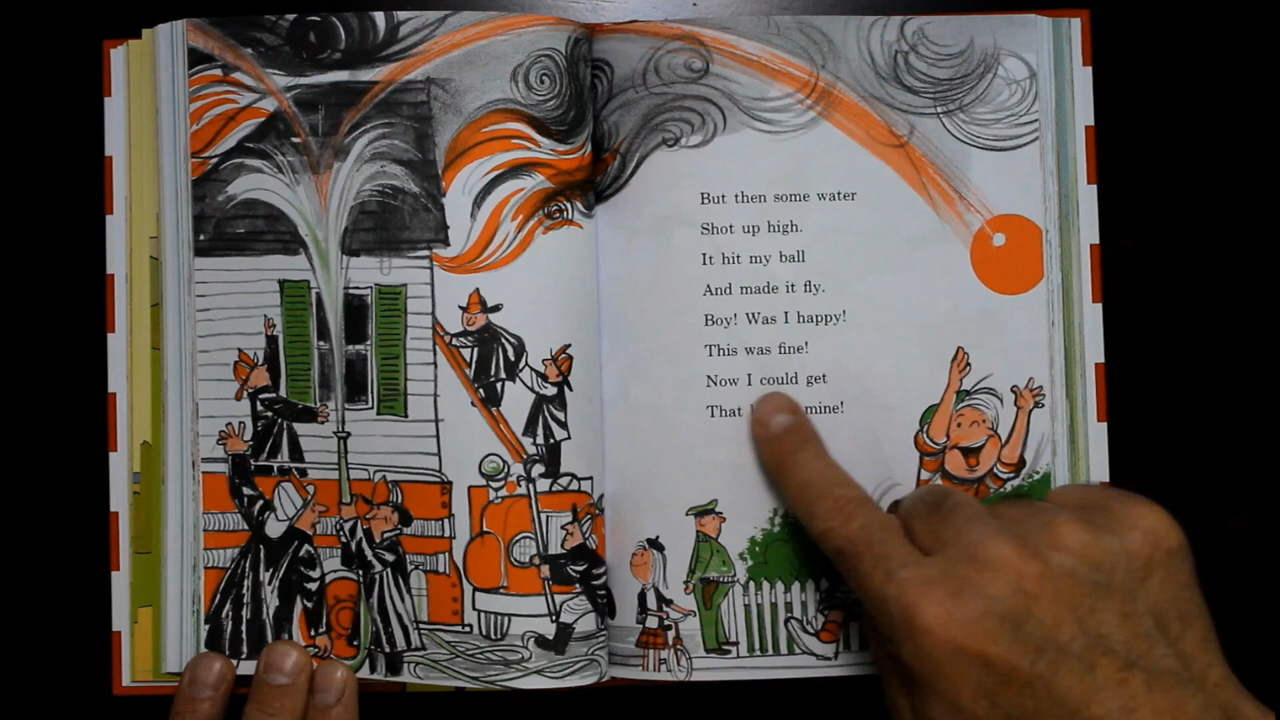 But then some water
Shot up high.
It hit my ball
And made it fly.
Boy! Was I happy!
This was fine!
Now I could get
That mine!